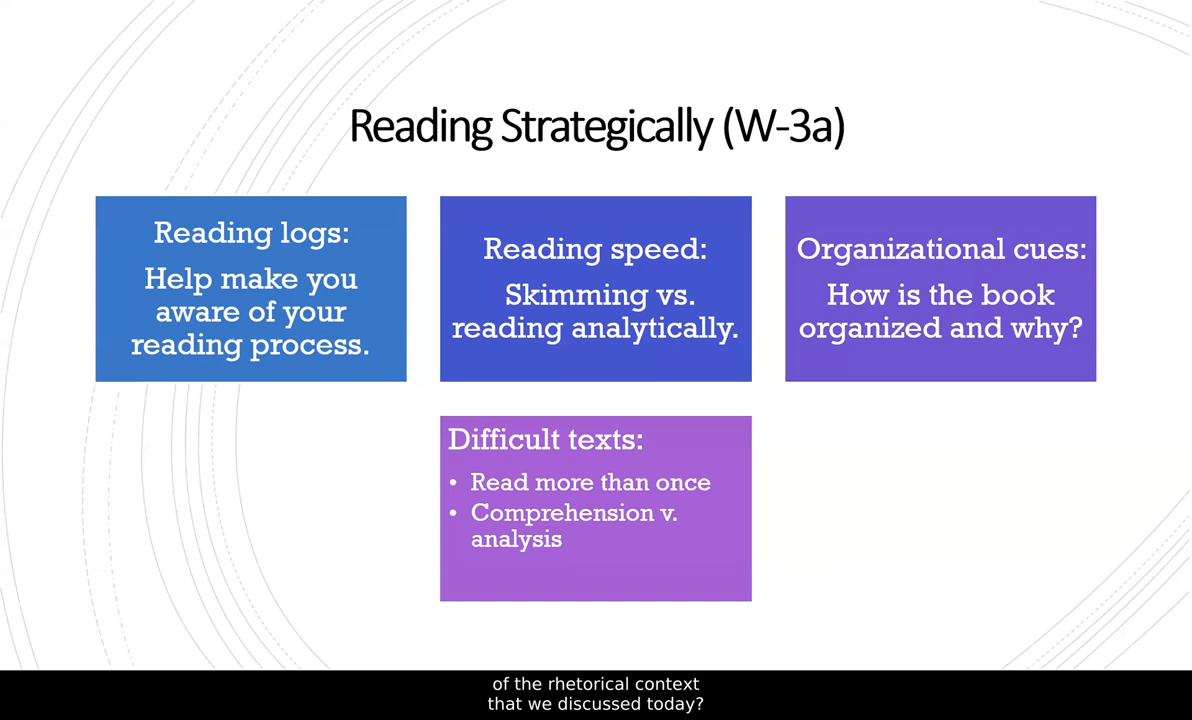 Reading Strategically (W-3a)
Reading logs:
Help make you
aware of your
reading process.
Reading speed:
Skimming vs.
reading analytically.
Organizational cues:
How is the book
organized and why?
Difficult texts:
• Read more than once
• Comprehension v.
analysis
of the rhetorical context
that we discussed today?